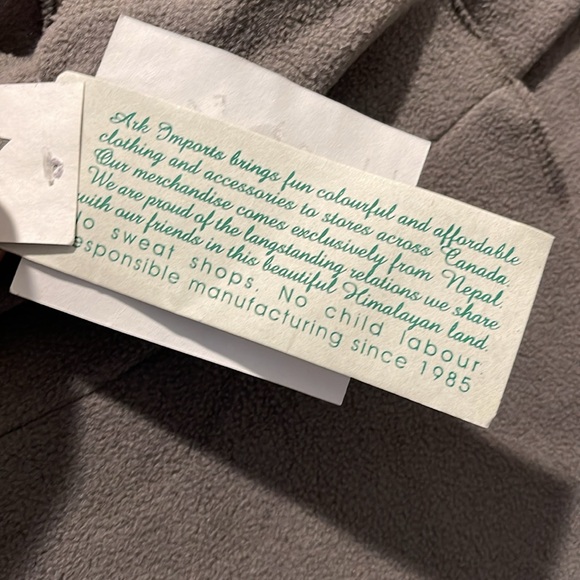 Ark Imports brings fun colourful and affordable
clothing and accessories to stores across Canada.
Our merchandise comes exclusively from Nepal.
We are proud of the langstanding relations we share
with our friends in this beautiful Himalayan land.
No sweat shops. No child labour.
esponsible manufacturing since 1985